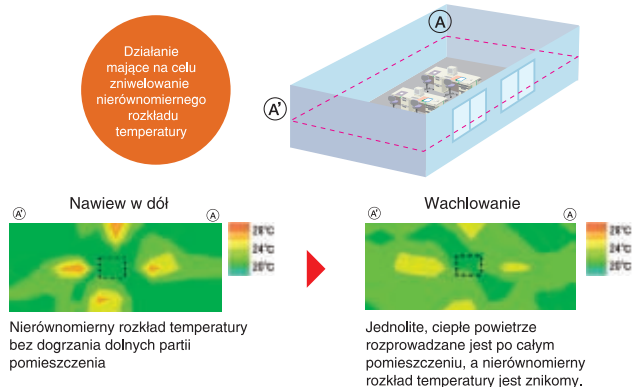 Działanie
mające na celu
zniwelowanie
nierównomiernego
rozkładu
temperatury
A
A'
Nawiew w dół
A'
A
28°C
24°C
20°C
Nierównomierny rozkład temperatury
bez dogrzania dolnych partii
pomieszczenia
Wachlowanie
A'
A
28°C
24°C
20°C
Jednolite, ciepłe powietrze
rozprowadzane jest po całym
pomieszczeniu, a nierównomierny
rozkład temperatury jest znikomy.